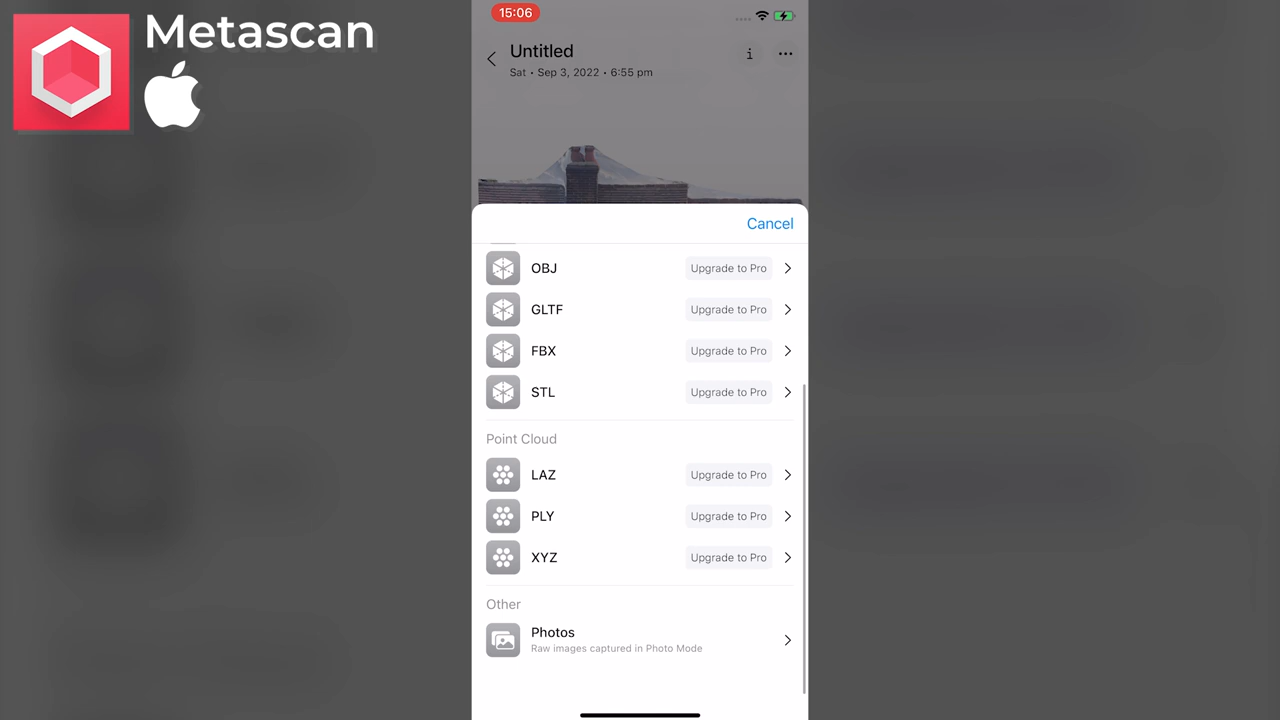 Metascan
15:06
Untitled
Sat • Sep 3, 2022 • 6:55 pm
i
Cancel
OBJ Upgrade to Pro
GLTF Upgrade to Pro
FBX Upgrade to Pro
STL Upgrade to Pro
Point Cloud
LAZ Upgrade to Pro
PLY Upgrade to Pro
XYZ Upgrade to Pro
Other
Photos
Raw images captured in Photo Mode